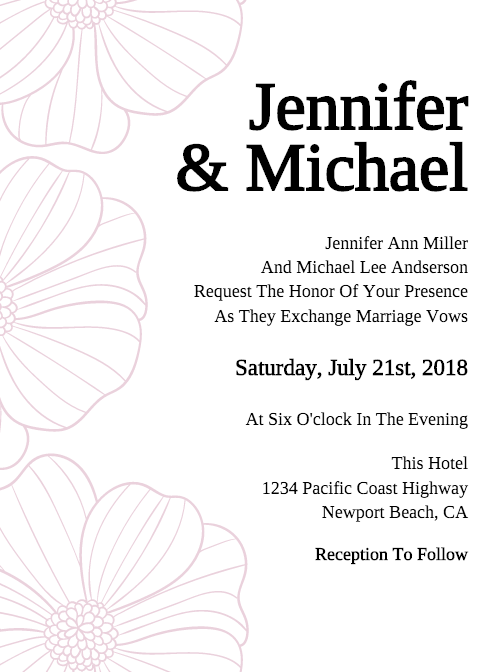 Jennifer
& Michael
Jennifer Ann Miller
And Michael Lee Andserson
Request The Honor Of Your Presence
As They Exchange Marriage Vows
Saturday, July 21st, 2018
At Six O'clock In The Evening
This Hotel
1234 Pacific Coast Highway
Newport Beach, CA
Reception To Follow